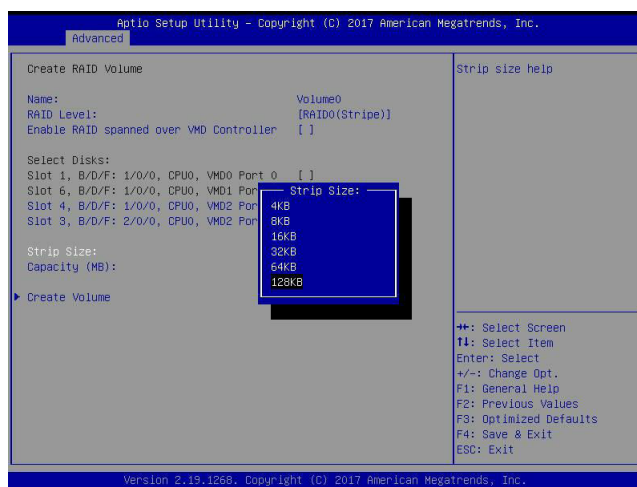 Aptio Setup Utility - Copyright (C) 2017 American Megatrends, Inc.
Advanced
Create RAID Volume
Strip size help
Name: Volume0
RAID Level: [RAID0(Stripe)]
Enable RAID spanned over VMD Controller [ ]
Select Disks:
Slot 1, B/D/F: 1/0/0, CPU0, VMD0 Port 0 [ ]
Slot 6, B/D/F: 1/0/0, CPU0, VMD1 Por
Slot 4, B/D/F: 1/0/0, CPU0, VMD2 Por
Slot 3, B/D/F: 2/0/0, CPU0, VMD2 Por
Strip Size:
Capacity (MB):
Create Volume
Strip Size:
4KB
8KB
16KB
32KB
64KB
128KB
→←: Select Screen
↑↓: Select Item
Enter: Select
+/-: Change Opt.
F1: General Help
F2: Previous Values
F3: Optimized Defaults
F4: Save & Exit
ESC: Exit
Version 2.19.1268. Copyright (C) 2017 American Megatrends, Inc.